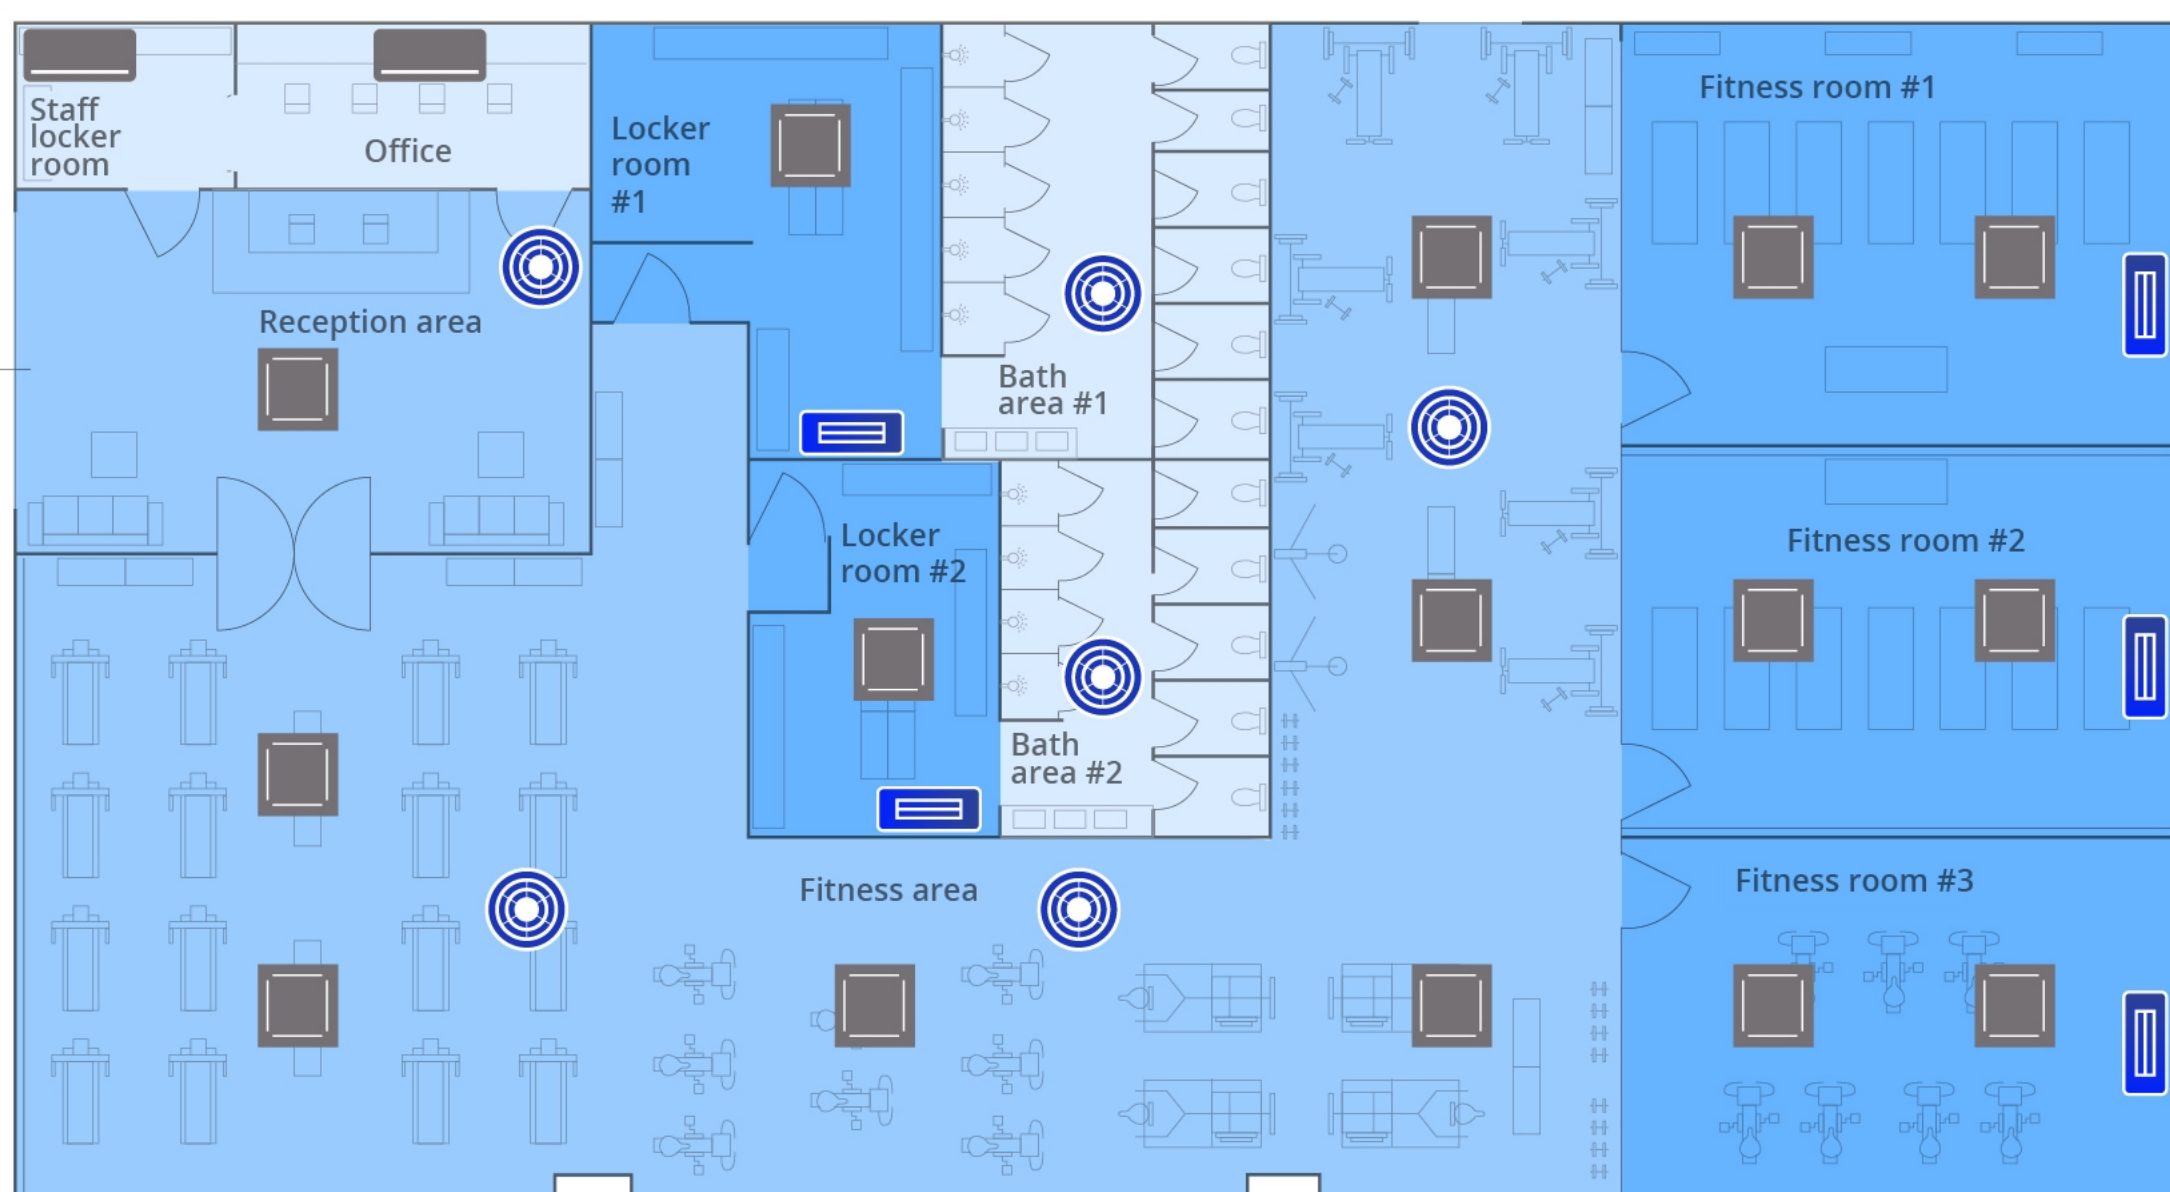 Staff
locker
room
Office
Locker
room
#1
Fitness room #1
Reception area
Bath
area #1
Locker
room #2
Fitness room #2
Bath
area #2
Fitness area
Fitness room #3